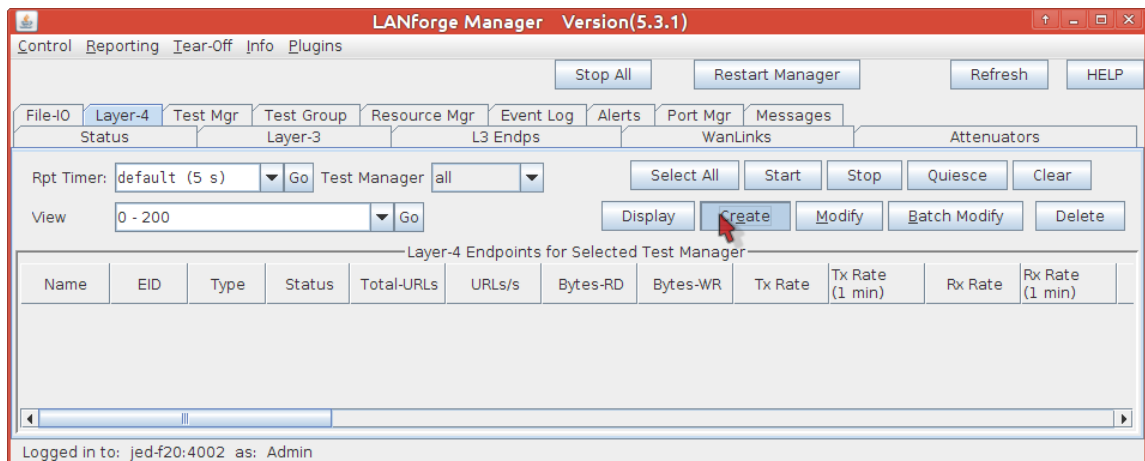 LANforge Manager   Version(5.3.1)
Control Reporting Tear-Off Info Plugins
Stop All Restart Manager Refresh HELP
File-IO Layer-4 Test Mgr Test Group Resource Mgr Event Log Alerts Port Mgr Messages
Status Layer-3 L3 Endps WanLinks Attenuators
Rpt Timer: default (5 s) Go Test Manager all Select All Start Stop Quiesce Clear
View 0 - 200 Go Display Create Modify Batch Modify Delete
Layer-4 Endpoints for Selected Test Manager
Name EID Type Status Total-URLs URLs/s Bytes-RD Bytes-WR Tx Rate Tx Rate (1 min) Rx Rate Rx Rate (1 min)
Logged in to: jed-f20:4002 as: Admin